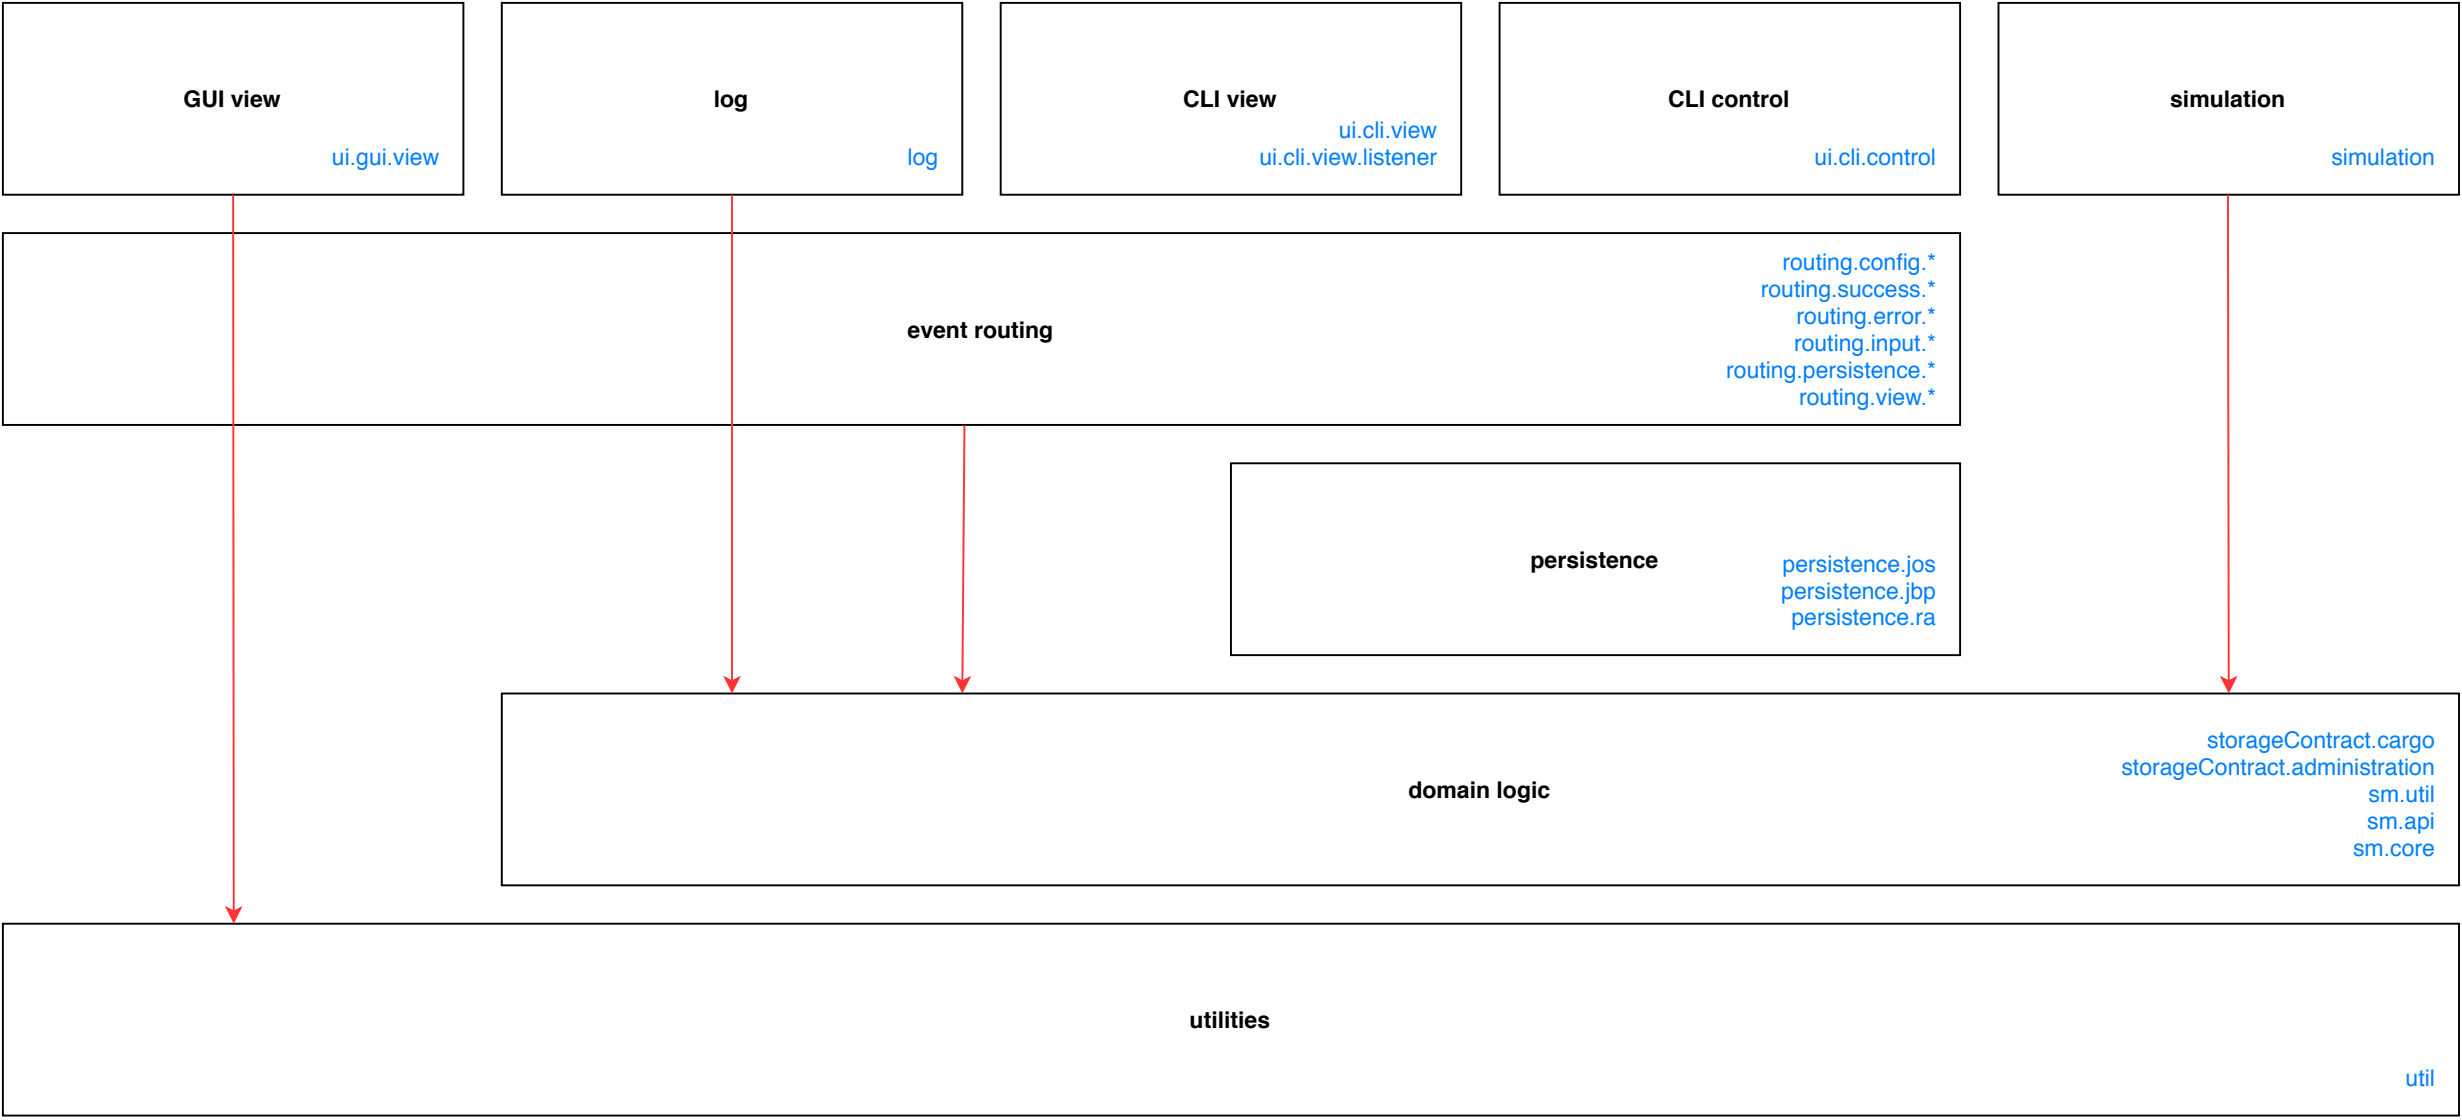 GUI view
ui.gui.view
log
log
CLI view
ui.cli.view
ui.cli.view.listener
CLI control
ui.cli.control
simulation
simulation
event routing
routing.config.*
routing.success.*
routing.error.*
routing.input.*
routing.persistence.*
routing.view.*
persistence
persistence.jos
persistence.jbp
persistence.ra
domain logic
storageContract.cargo
storageContract.administration
sm.util
sm.api
sm.core
utilities
util